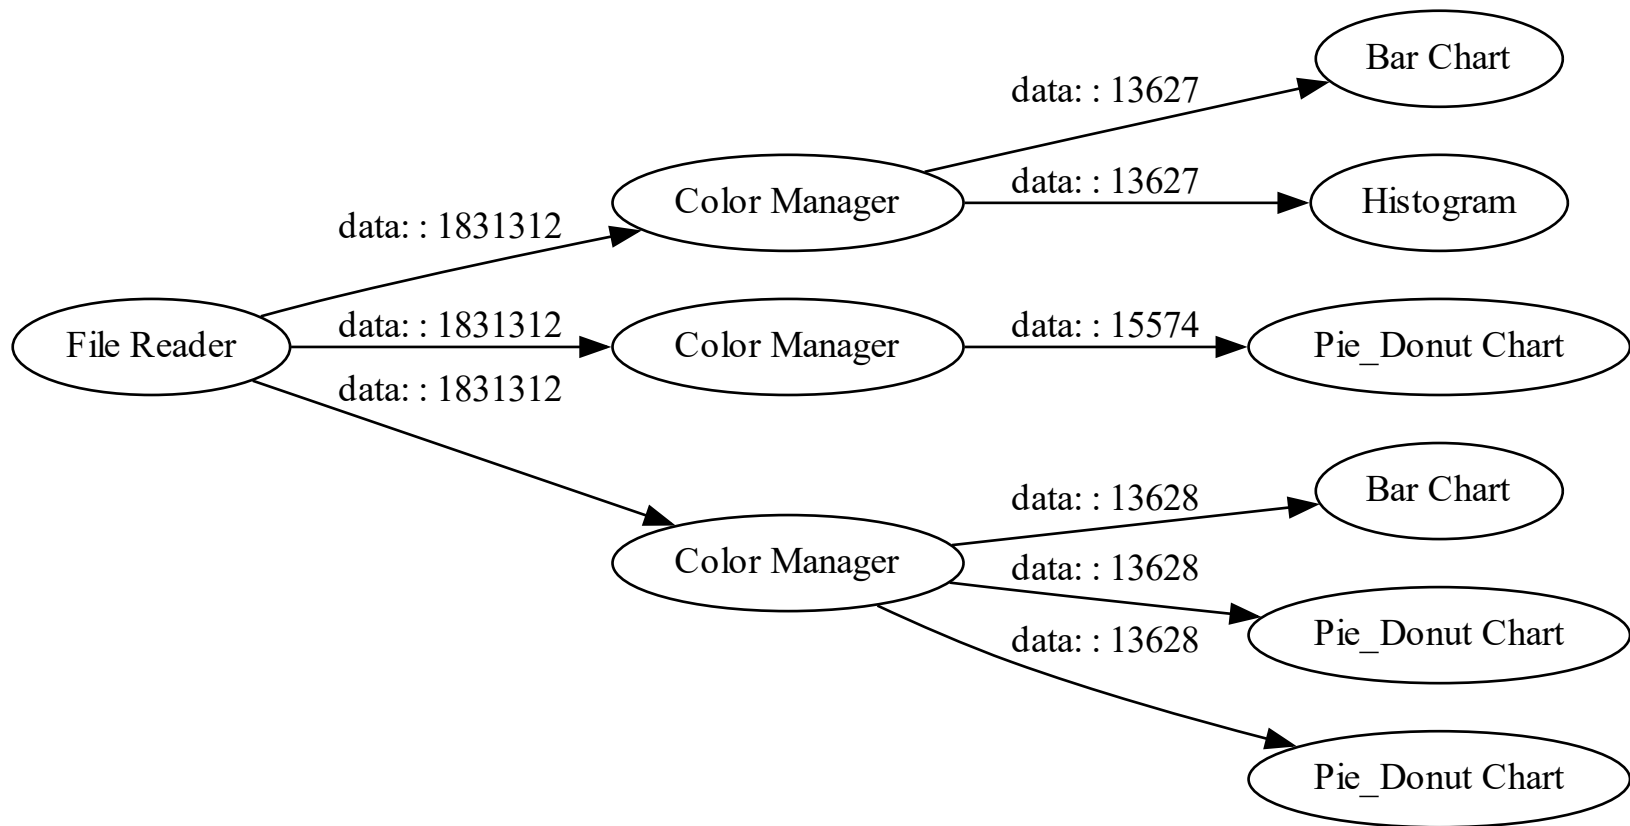 Bar Chart
data: : 13627
Color Manager
data: : 13627
Histogram
data: : 1831312
File Reader
data: : 1831312
Color Manager
data: : 15574
Pie_Donut Chart
data: : 1831312
Bar Chart
data: : 13628
Color Manager
data: : 13628
Pie_Donut Chart
data: : 13628
Pie_Donut Chart